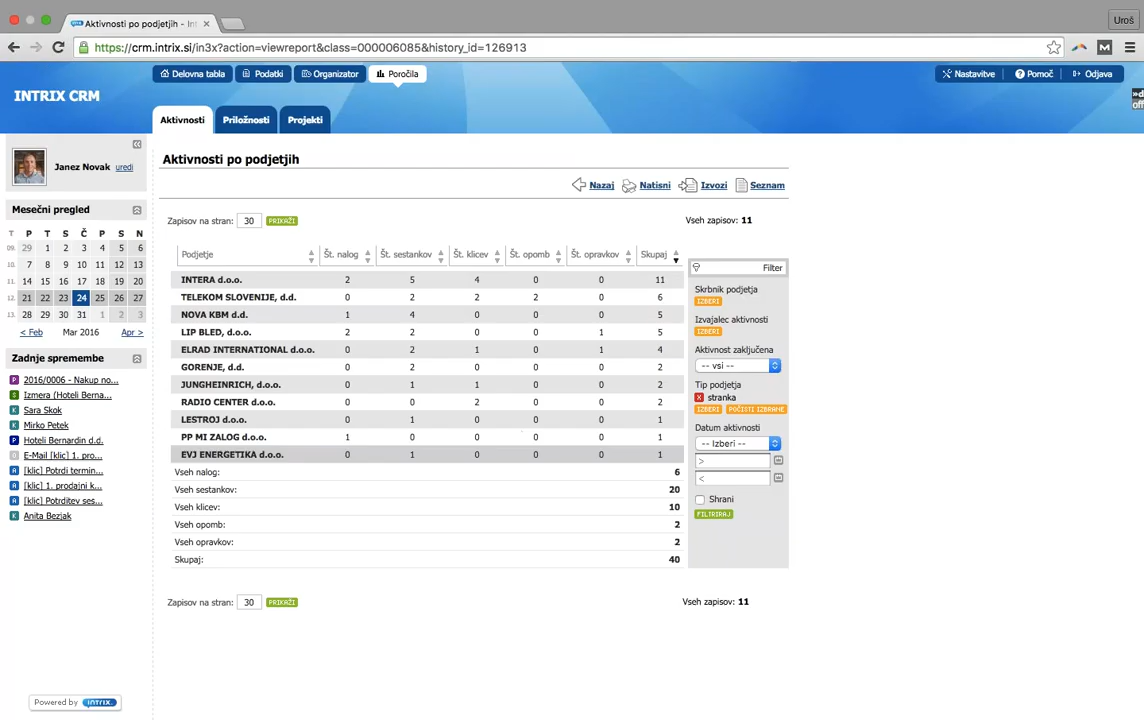 Aktivnosti po podjetjih - Int
Uroš
https://crm.intrix.si/in3x?action=viewreport&class=000006085&history_id=126913
Delovna tabla
Podatki
Organizator
Poročila
Nastavitve
Pomoč
Odjava
INTRIX CRM
»d
off
Aktivnosti
Priložnosti
Projekti
Janez Novak uredi
Aktivnosti po podjetjih
Nazaj
Natisni
Izvozi
Seznam
Mesečni pregled
Zapisov na stran: 30 PRIKAŽI
Vseh zapisov: 11
T P T S Č P S N
09. 29 1 2 3 4 5 6
10. 7 8 9 10 11 12 13
11. 14 15 16 17 18 19 20
12. 21 22 23 24 25 26 27
13. 28 29 30 31 1 2 3
< Feb Mar 2016 Apr >
Zadnje spremembe
P 2016/0006 - Nakup no...
S Izmera (Hoteli Berna...
K Sara Skok
K Mirko Petek
P Hoteli Bernardin d.d.
A E-Mail [klic] 1. pro...
A [klic] Potrdi termin...
A [klic] 1. prodajni k...
A [klic] Potrditev ses...
K Anita Bezjak
Podjetje Št. nalog Št. sestankov Št. klicev Št. opomb Št. opravkov Skupaj
INTERA d.o.o. 2 5 4 0 0 11
TELEKOM SLOVENIJE, d.d. 0 2 2 2 0 6
NOVA KBM d.d. 1 4 0 0 0 5
LIP BLED, d.o.o. 2 2 0 0 1 5
ELRAD INTERNATIONAL d.o.o. 0 2 1 0 1 4
GORENJE, d.d. 0 2 0 0 0 2
JUNGHEINRICH, d.o.o. 0 1 1 0 0 2
RADIO CENTER d.o.o. 0 0 2 0 0 2
LESTROJ d.o.o. 0 1 0 0 0 1
PP MI ZALOG d.o.o. 1 0 0 0 0 1
EVJ ENERGETIKA d.o.o. 0 1 0 0 0 1
Vseh nalog: 6
Vseh sestankov: 20
Vseh klicev: 10
Vseh opomb: 2
Vseh opravkov: 2
Skupaj: 40
Filter
Skrbnik podjetja
IZBERI
Izvajalec aktivnosti
IZBERI
Aktivnost zaključena
-- vsi --
Tip podjetja
X stranka
IZBERI POČISTI IZBRANE
Datum aktivnosti
-- Izberi --
>
<
Shrani
FILTRIRAJ
Zapisov na stran: 30 PRIKAŽI
Vseh zapisov: 11
Powered by INTRIX.